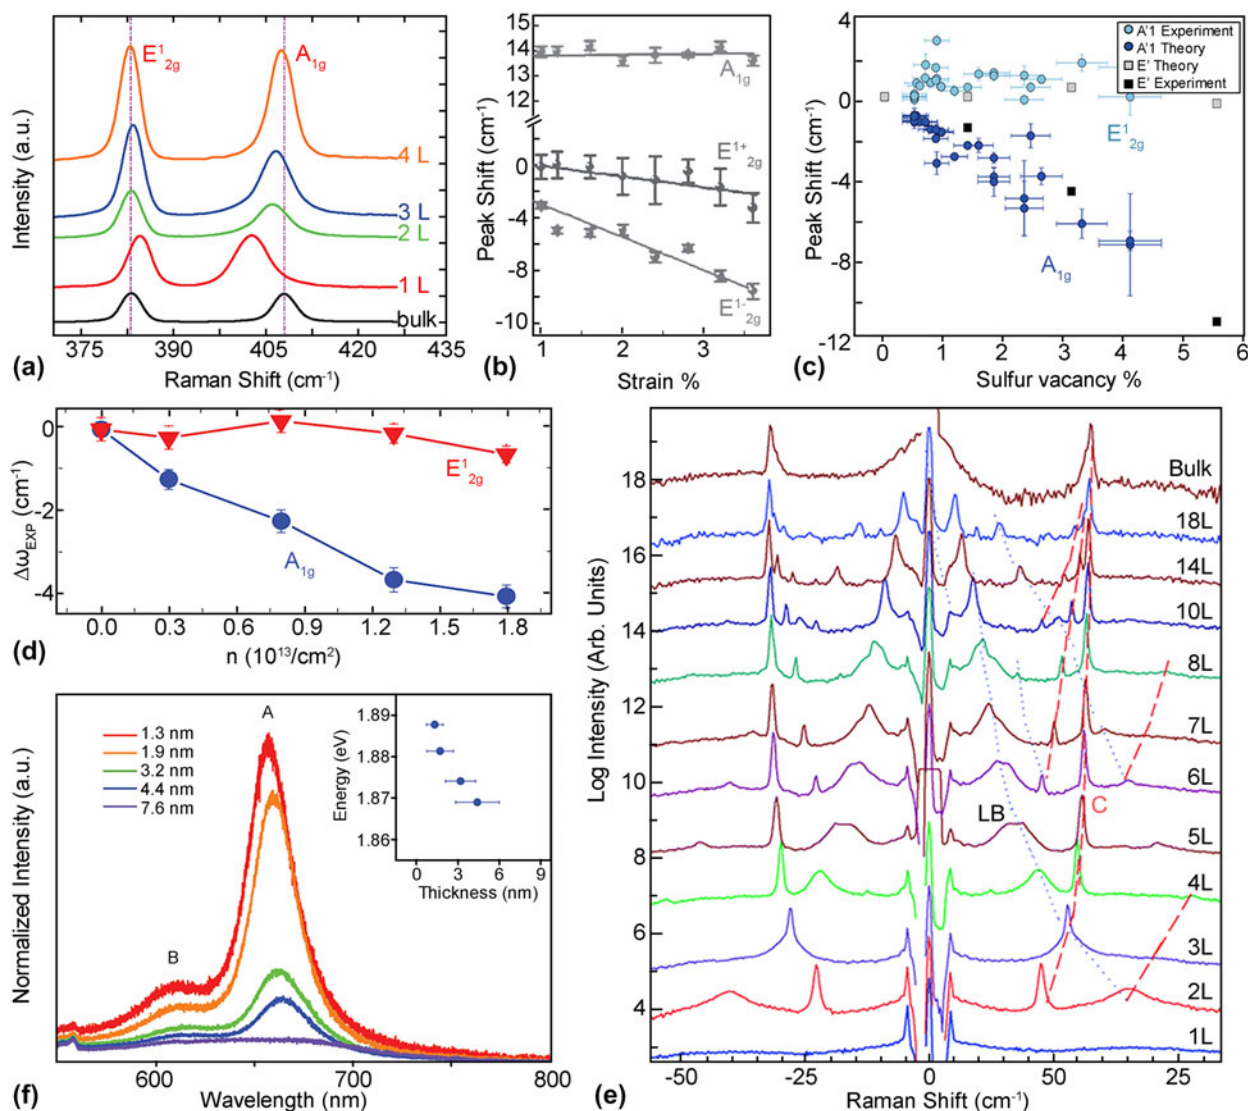 E¹₂g
A₁g
4 L
3 L
2 L
1 L
bulk
Intensity (a.u.)
375 390 405 420 435
Raman Shift (cm⁻¹)
(a)
15
14
13
0
-4
-6
-8
-10
Peak Shift (cm⁻¹)
A₁g
E¹⁺₂g
E¹⁻₂g
1 2 3
Strain %
(b)
4
0
-4
-8
-12
Peak Shift (cm⁻¹)
A'1 Experiment
A'1 Theory
E' Theory
E' Experiment
E¹₂g
A₁g
0 1 2 3 4 5 6
Sulfur vacancy %
(c)
0
-2
-4
Δω_EXP (cm⁻¹)
E¹₂g
A₁g
0.0 0.3 0.6 0.9 1.2 1.5 1.8
n (10¹³/cm²)
(d)
18
16
14
12
10
8
6
4
Log Intensity (Arb. Units)
Bulk
18L
14L
10L
8L
7L
6L
5L
4L
3L
2L
1L
LB
C
-50 -25 0 50 25
Raman Shift (cm⁻¹)
(e)
Normalized Intensity (a.u.)
1.3 nm
1.9 nm
3.2 nm
4.4 nm
7.6 nm
A
B
1.89
1.88
1.87
1.86
Energy (eV)
0 3 6 9
Thickness (nm)
600 700 800
Wavelength (nm)
(f)